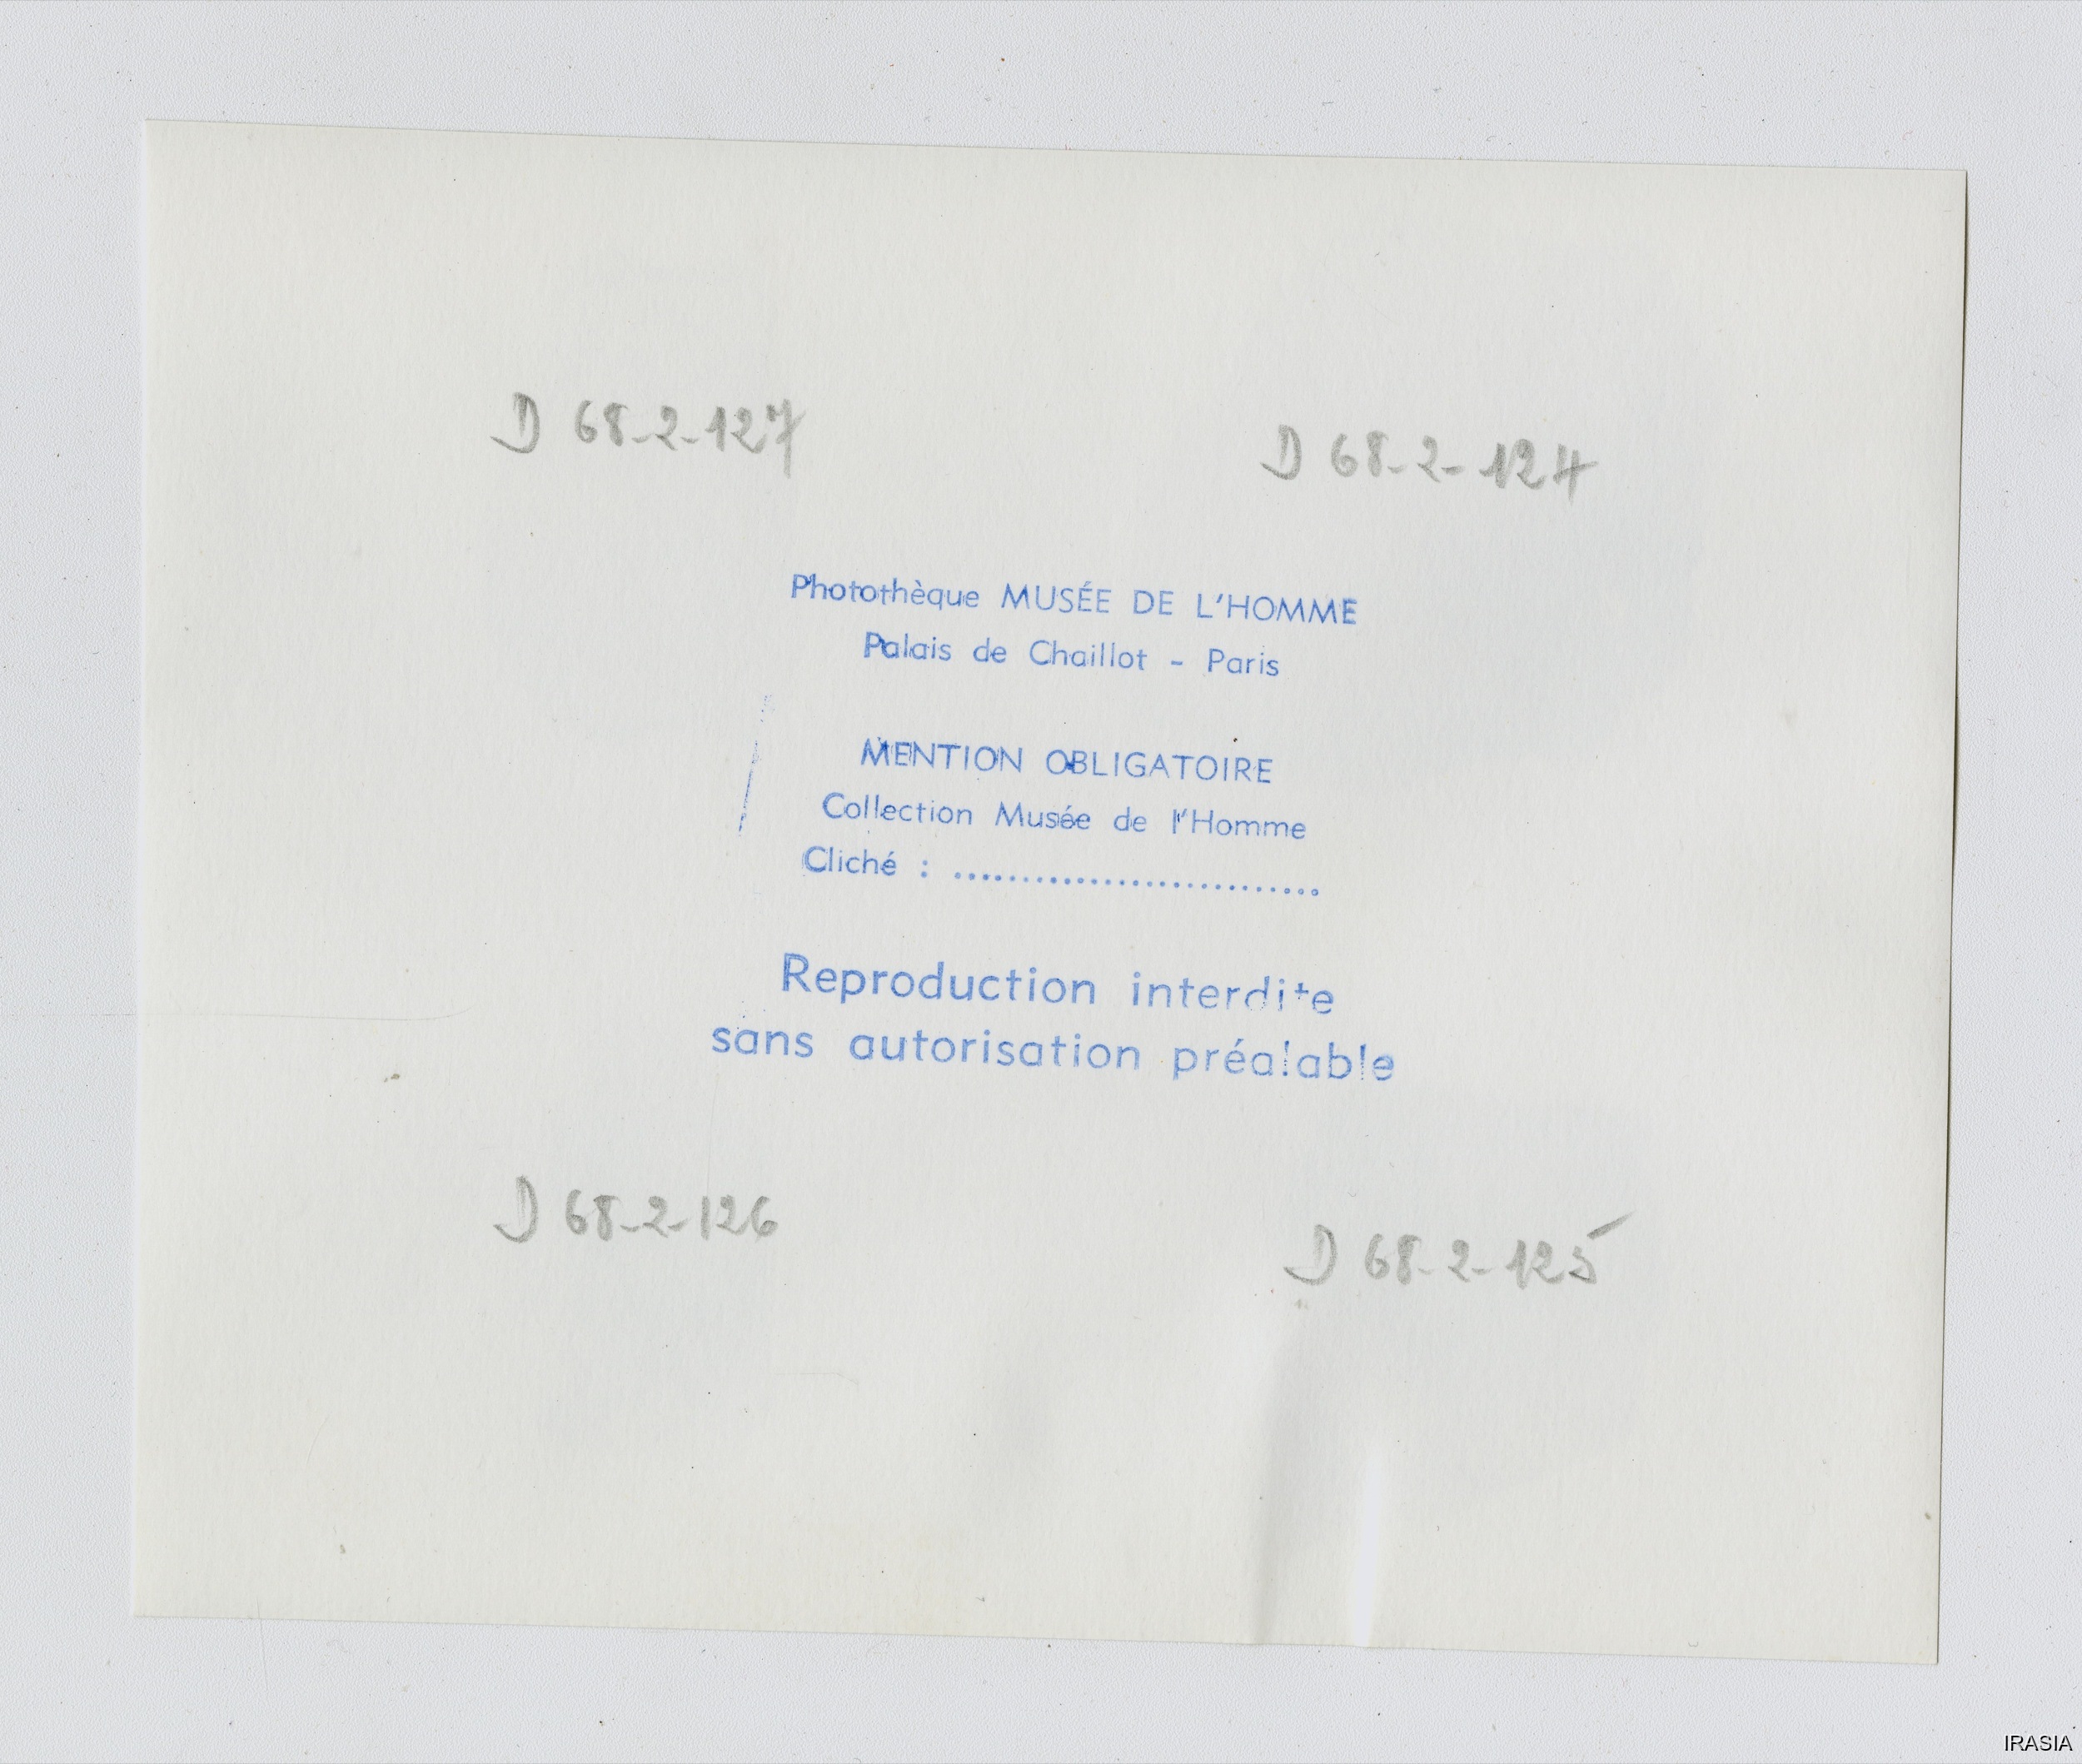 D 68-2-127
D 68-2-124
Photothèque MUSÉE DE L'HOMME
Palais de Chaillot - Paris
MENTION OBLIGATOIRE
Collection Musée de l'Homme
Cliché : ............................
Reproduction interdite
sans autorisation préalable
D 68-2-126
D 68-2-125
IRASIA